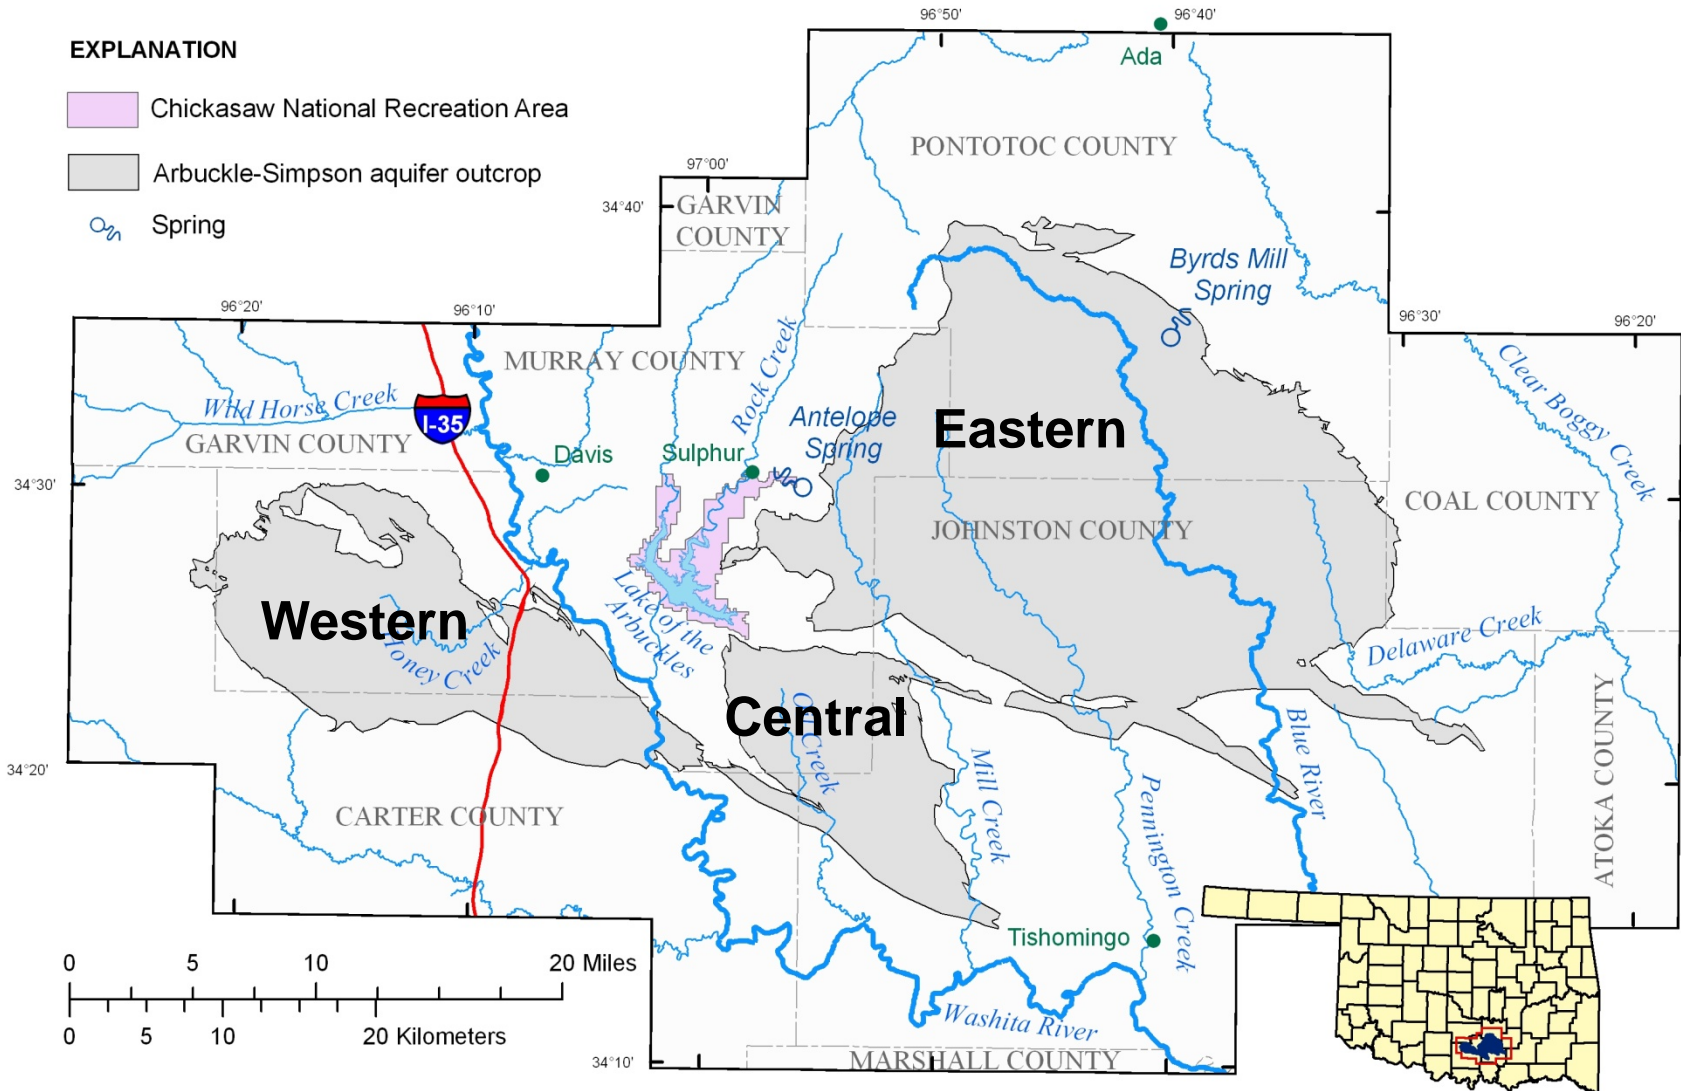 EXPLANATION
Chickasaw National Recreation Area
Arbuckle-Simpson aquifer outcrop
Spring
96°50'
96°40'
Ada
PONTOTOC COUNTY
97°00'
34°40'
GARVIN
COUNTY
Byrds Mill
Spring
96°20'
96°10'
96°30'
96°20'
MURRAY COUNTY
Rock Creek
Clear Boggy Creek
Wild Horse Creek
I-35
GARVIN COUNTY
Antelope
Spring
Eastern
Davis
Sulphur
34°30'
COAL COUNTY
JOHNSTON COUNTY
Western
Honey Creek
Lake of the
Arbuckles
Delaware Creek
Central
Oil Creek
Mill Creek
Pennington Creek
Blue River
ATOKA COUNTY
34°20'
CARTER COUNTY
Tishomingo
0 5 10 20 Miles
0 5 10 20 Kilometers
Washita River
MARSHALL COUNTY
34°10'